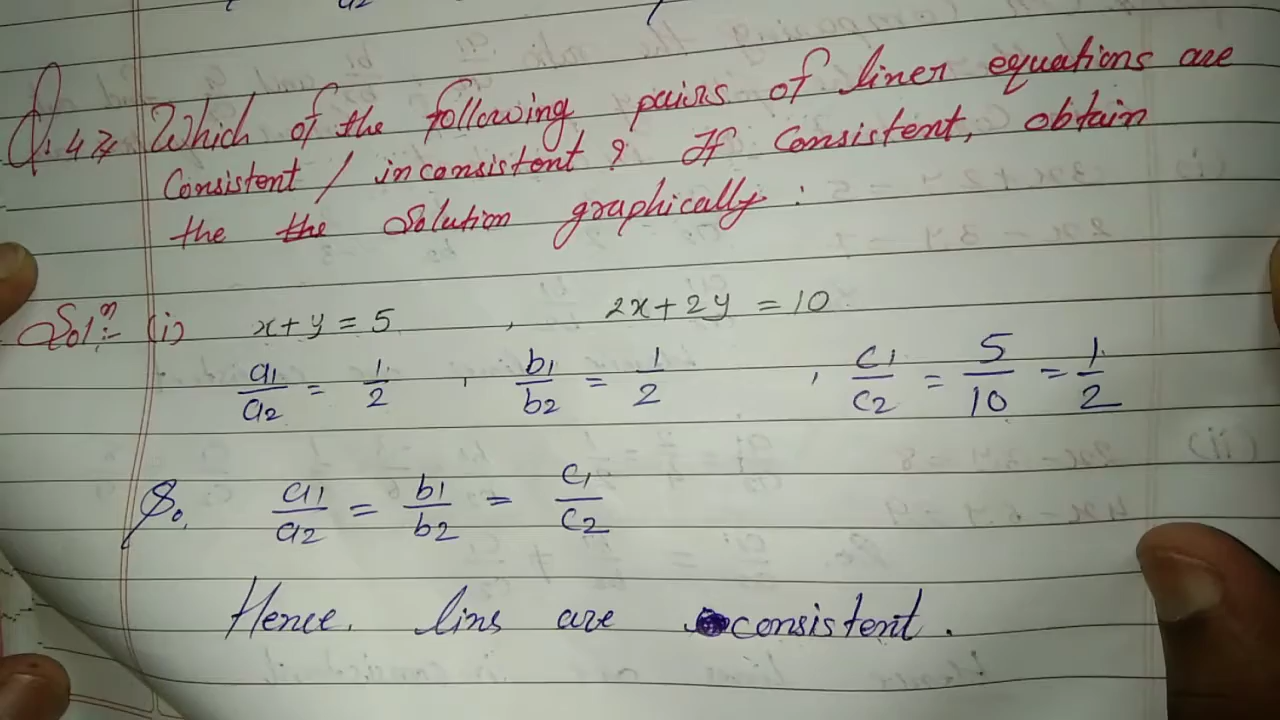 Q.4 Which of the following pairs of liner equations are
consistent / inconsistent ? If consistent, obtain
the the solution graphically :
Solⁿ:- (i) x + y = 5 , 2x + 2y = 10
a1/a2 = 1/2 , b1/b2 = 1/2 , c1/c2 = 5/10 = 1/2
So, a1/a2 = b1/b2 = c1/c2
Hence. lins are consistent.